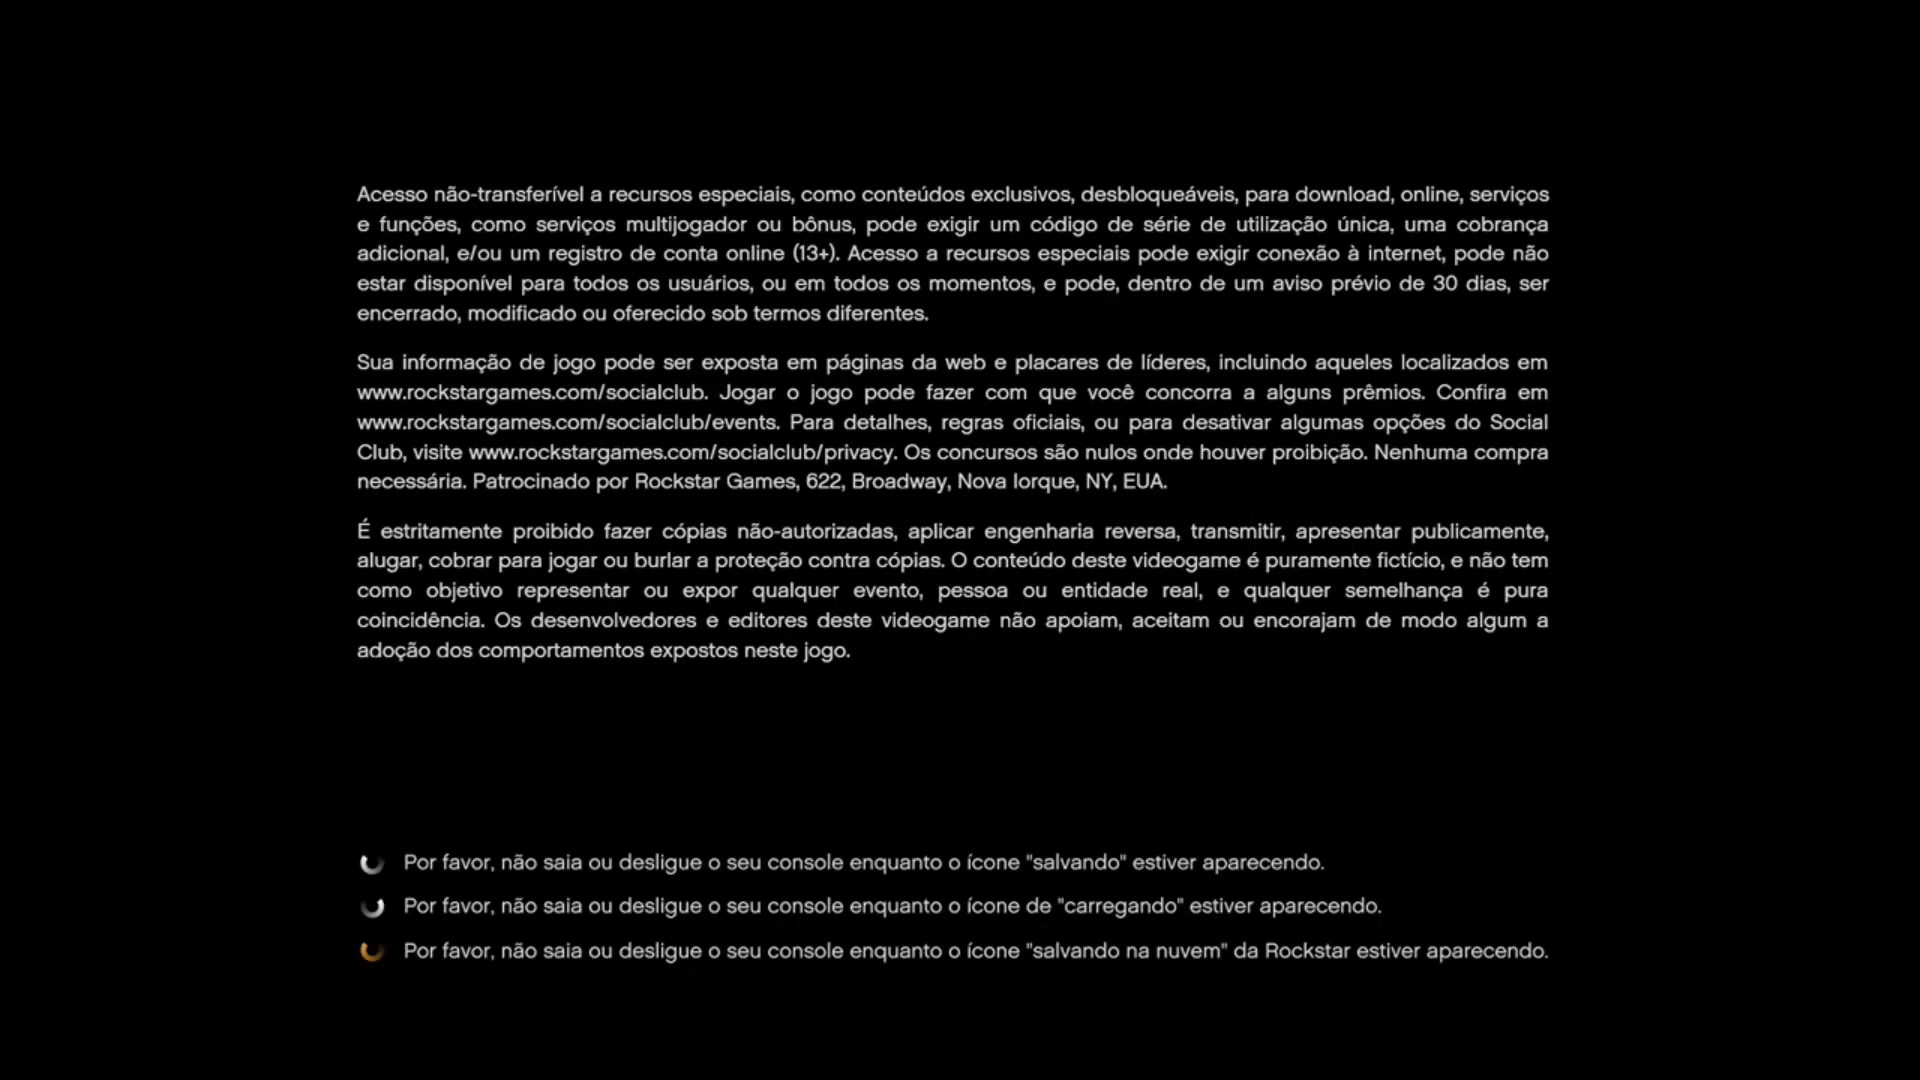 Acesso não-transferível a recursos especiais, como conteúdos exclusivos, desbloqueáveis, para download, online, serviços
e funções, como serviços multijogador ou bônus, pode exigir um código de série de utilização única, uma cobrança
adicional, e/ou um registro de conta online (13+). Acesso a recursos especiais pode exigir conexão à internet, pode não
estar disponível para todos os usuários, ou em todos os momentos, e pode, dentro de um aviso prévio de 30 dias, ser
encerrado, modificado ou oferecido sob termos diferentes.
Sua informação de jogo pode ser exposta em páginas da web e placares de líderes, incluindo aqueles localizados em
www.rockstargames.com/socialclub. Jogar o jogo pode fazer com que você concorra a alguns prêmios. Confira em
www.rockstargames.com/socialclub/events. Para detalhes, regras oficiais, ou para desativar algumas opções do Social
Club, visite www.rockstargames.com/socialclub/privacy. Os concursos são nulos onde houver proibição. Nenhuma compra
necessária. Patrocinado por Rockstar Games, 622, Broadway, Nova Iorque, NY, EUA.
É estritamente proibido fazer cópias não-autorizadas, aplicar engenharia reversa, transmitir, apresentar publicamente,
alugar, cobrar para jogar ou burlar a proteção contra cópias. O conteúdo deste videogame é puramente fictício, e não tem
como objetivo representar ou expor qualquer evento, pessoa ou entidade real, e qualquer semelhança é pura
coincidência. Os desenvolvedores e editores deste videogame não apoiam, aceitam ou encorajam de modo algum a
adoção dos comportamentos expostos neste jogo.
Por favor, não saia ou desligue o seu console enquanto o ícone "salvando" estiver aparecendo.
Por favor, não saia ou desligue o seu console enquanto o ícone de "carregando" estiver aparecendo.
Por favor, não saia ou desligue o seu console enquanto o ícone "salvando na nuvem" da Rockstar estiver aparecendo.